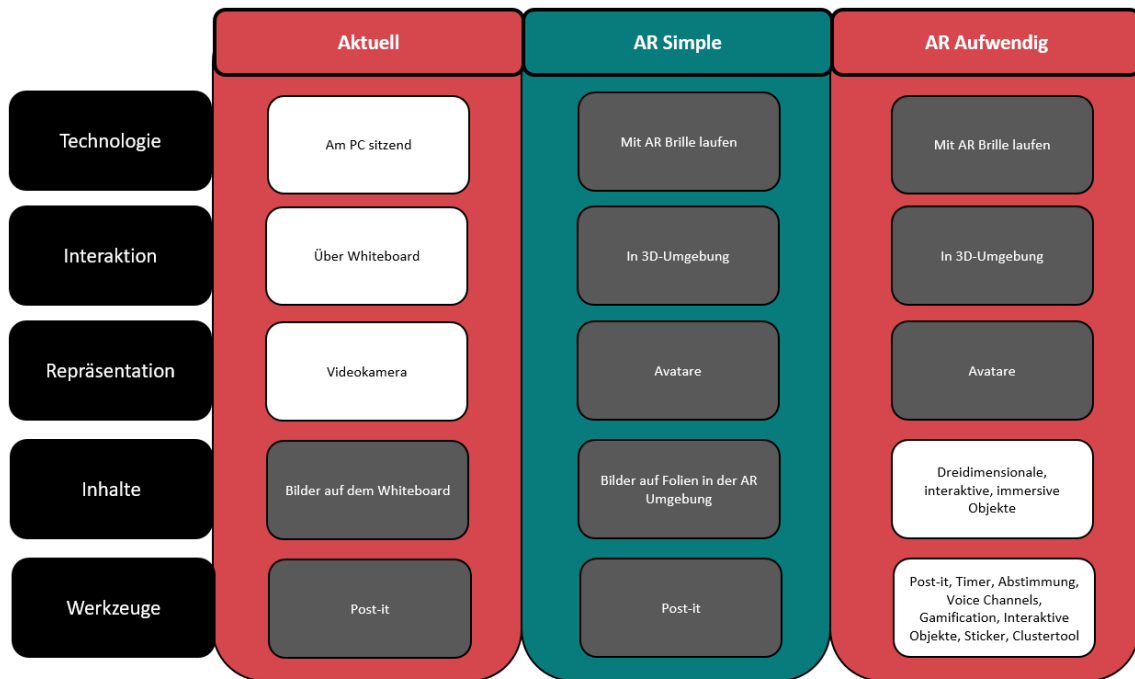 Aktuell
AR Simple
AR Aufwendig
Technologie
Am PC sitzend
Mit AR Brille laufen
Mit AR Brille laufen
Interaktion
Über Whiteboard
In 3D-Umgebung
In 3D-Umgebung
Repräsentation
Videokamera
Avatare
Avatare
Inhalte
Bilder auf dem Whiteboard
Bilder auf Folien in der AR
Umgebung
Dreidimensionale,
interaktive, immersive
Objekte
Werkzeuge
Post-it
Post-it
Post-it, Timer, Abstimmung,
Voice Channels,
Gamification, Interaktive
Objekte, Sticker, Clustertool